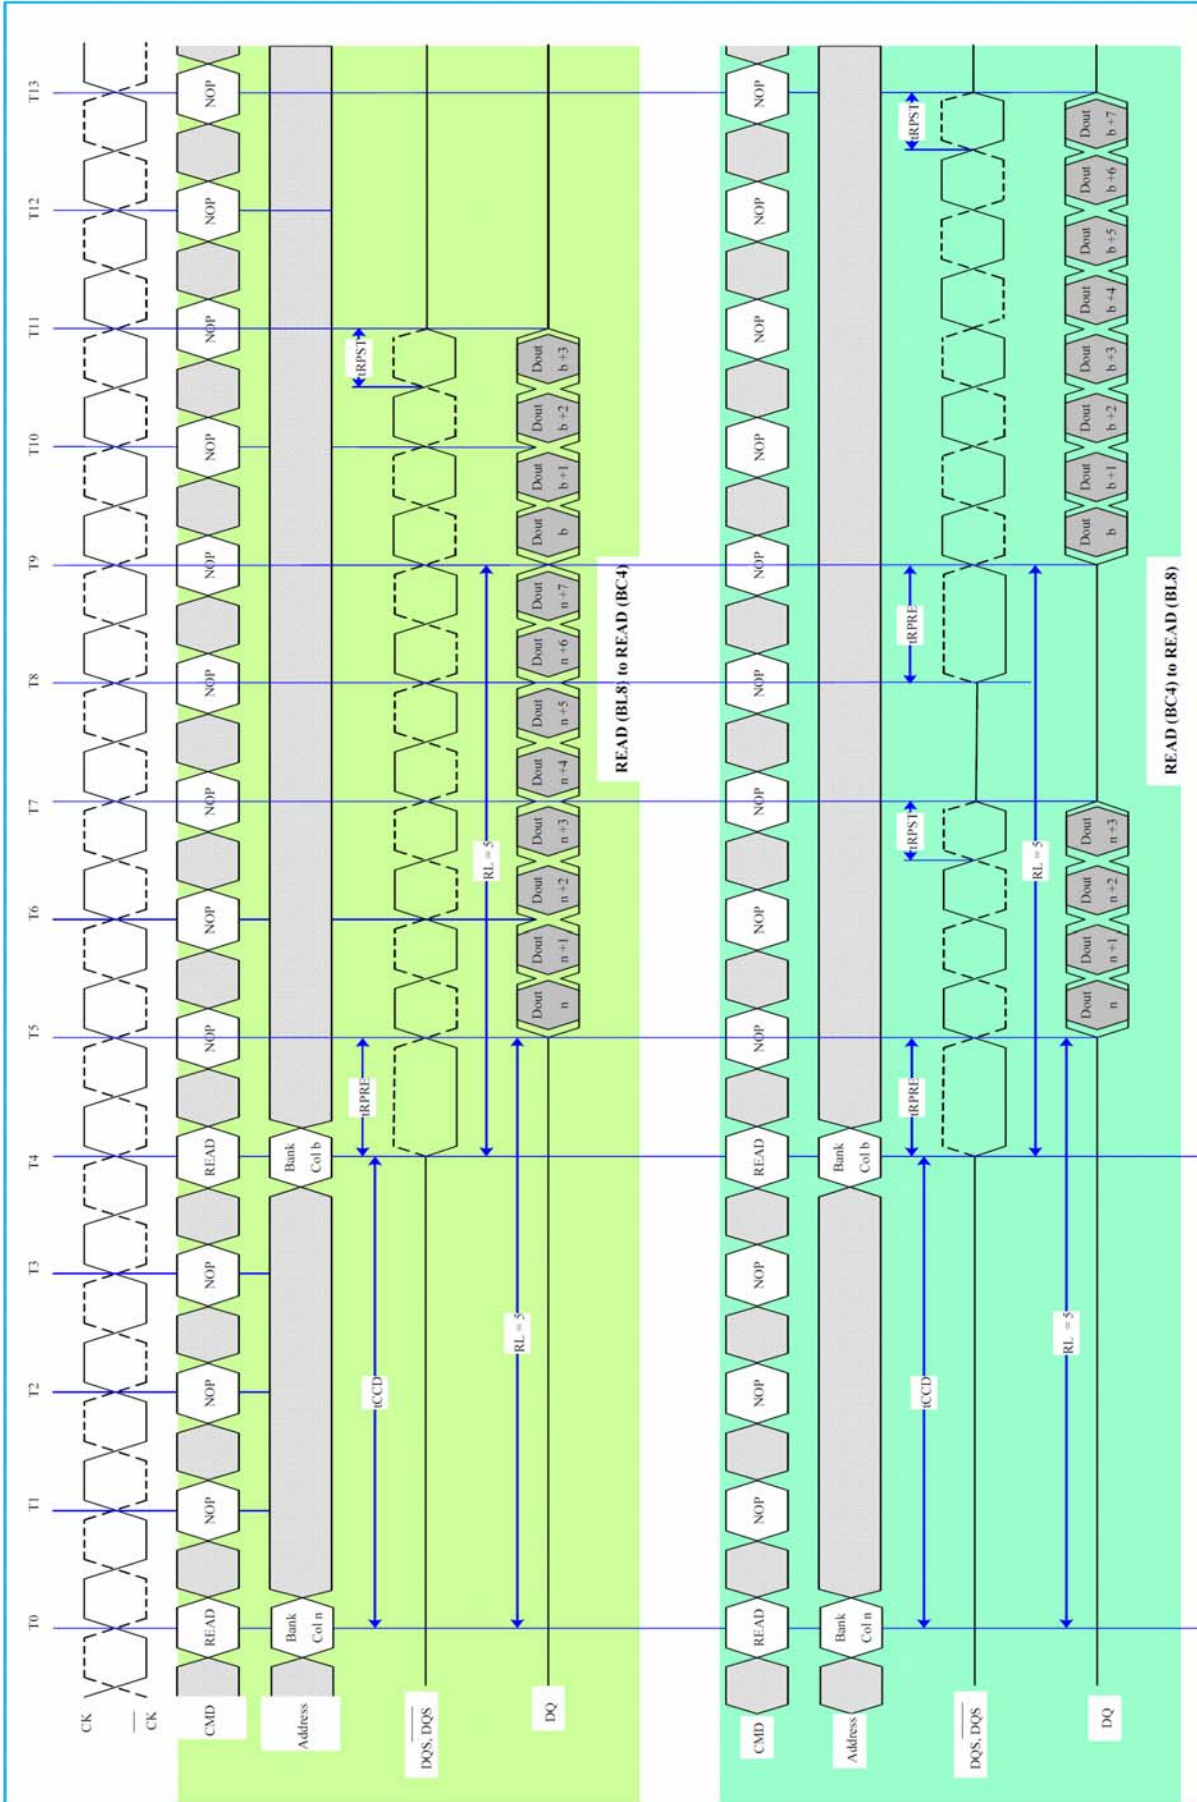 T0 T1 T2 T3 T4 T5 T6 T7 T8 T9 T10 T11 T12 T13
CK
CK
CMD READ NOP NOP NOP READ NOP NOP NOP NOP NOP NOP NOP NOP NOP
Address
Bank Bank
Col n Col b
tRPRE tRPST
tCCD
DQS, DQS
RL = 5
RL = 5
DQ
Dout Dout Dout Dout Dout Dout Dout Dout Dout Dout Dout Dout
n n+1 n+2 n+3 n+4 n+5 n+6 n+7 b b+1 b+2 b+3
READ (BL8) to READ (BC4)
CMD READ NOP NOP NOP READ NOP NOP NOP NOP NOP NOP NOP NOP NOP
Address
Bank Bank
Col n Col b
tRPRE tRPST tRPRE tRPST
tCCD
DQS, DQS
RL = 5
RL = 5
DQ
Dout Dout Dout Dout Dout Dout Dout Dout Dout Dout Dout Dout
n n+1 n+2 n+3 b b+1 b+2 b+3 b+4 b+5 b+6 b+7
READ (BC4) to READ (BL8)